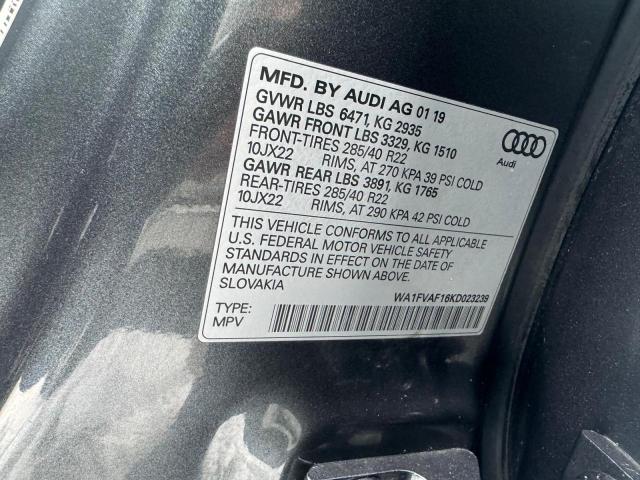 MFD. BY AUDI AG 01 19
GVWR LBS 6471, KG 2935
GAWR FRONT LBS 3329, KG 1510
FRONT-TIRES 285/40 R22
10JX22 RIMS, AT 270 KPA 39 PSI COLD
GAWR REAR LBS 3891, KG 1765
REAR-TIRES 285/40 R22
10JX22 RIMS, AT 290 KPA 42 PSI COLD
Audi
THIS VEHICLE CONFORMS TO ALL APPLICABLE
U.S. FEDERAL MOTOR VEHICLE SAFETY
STANDARDS IN EFFECT ON THE DATE OF
MANUFACTURE SHOWN ABOVE.
SLOVAKIA
WA1FVAF16KD023239
TYPE:
MPV